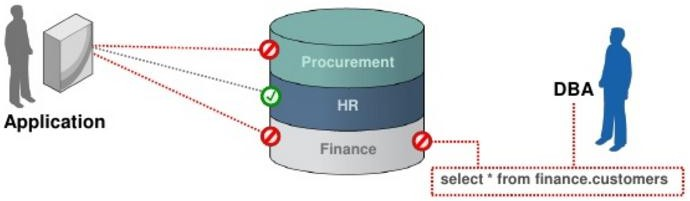 Procurement
HR
Finance
Application
DBA
select * from finance.customers